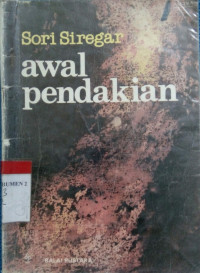 Sori Siregar
awal
pendakian
BALAI PUSTAKA